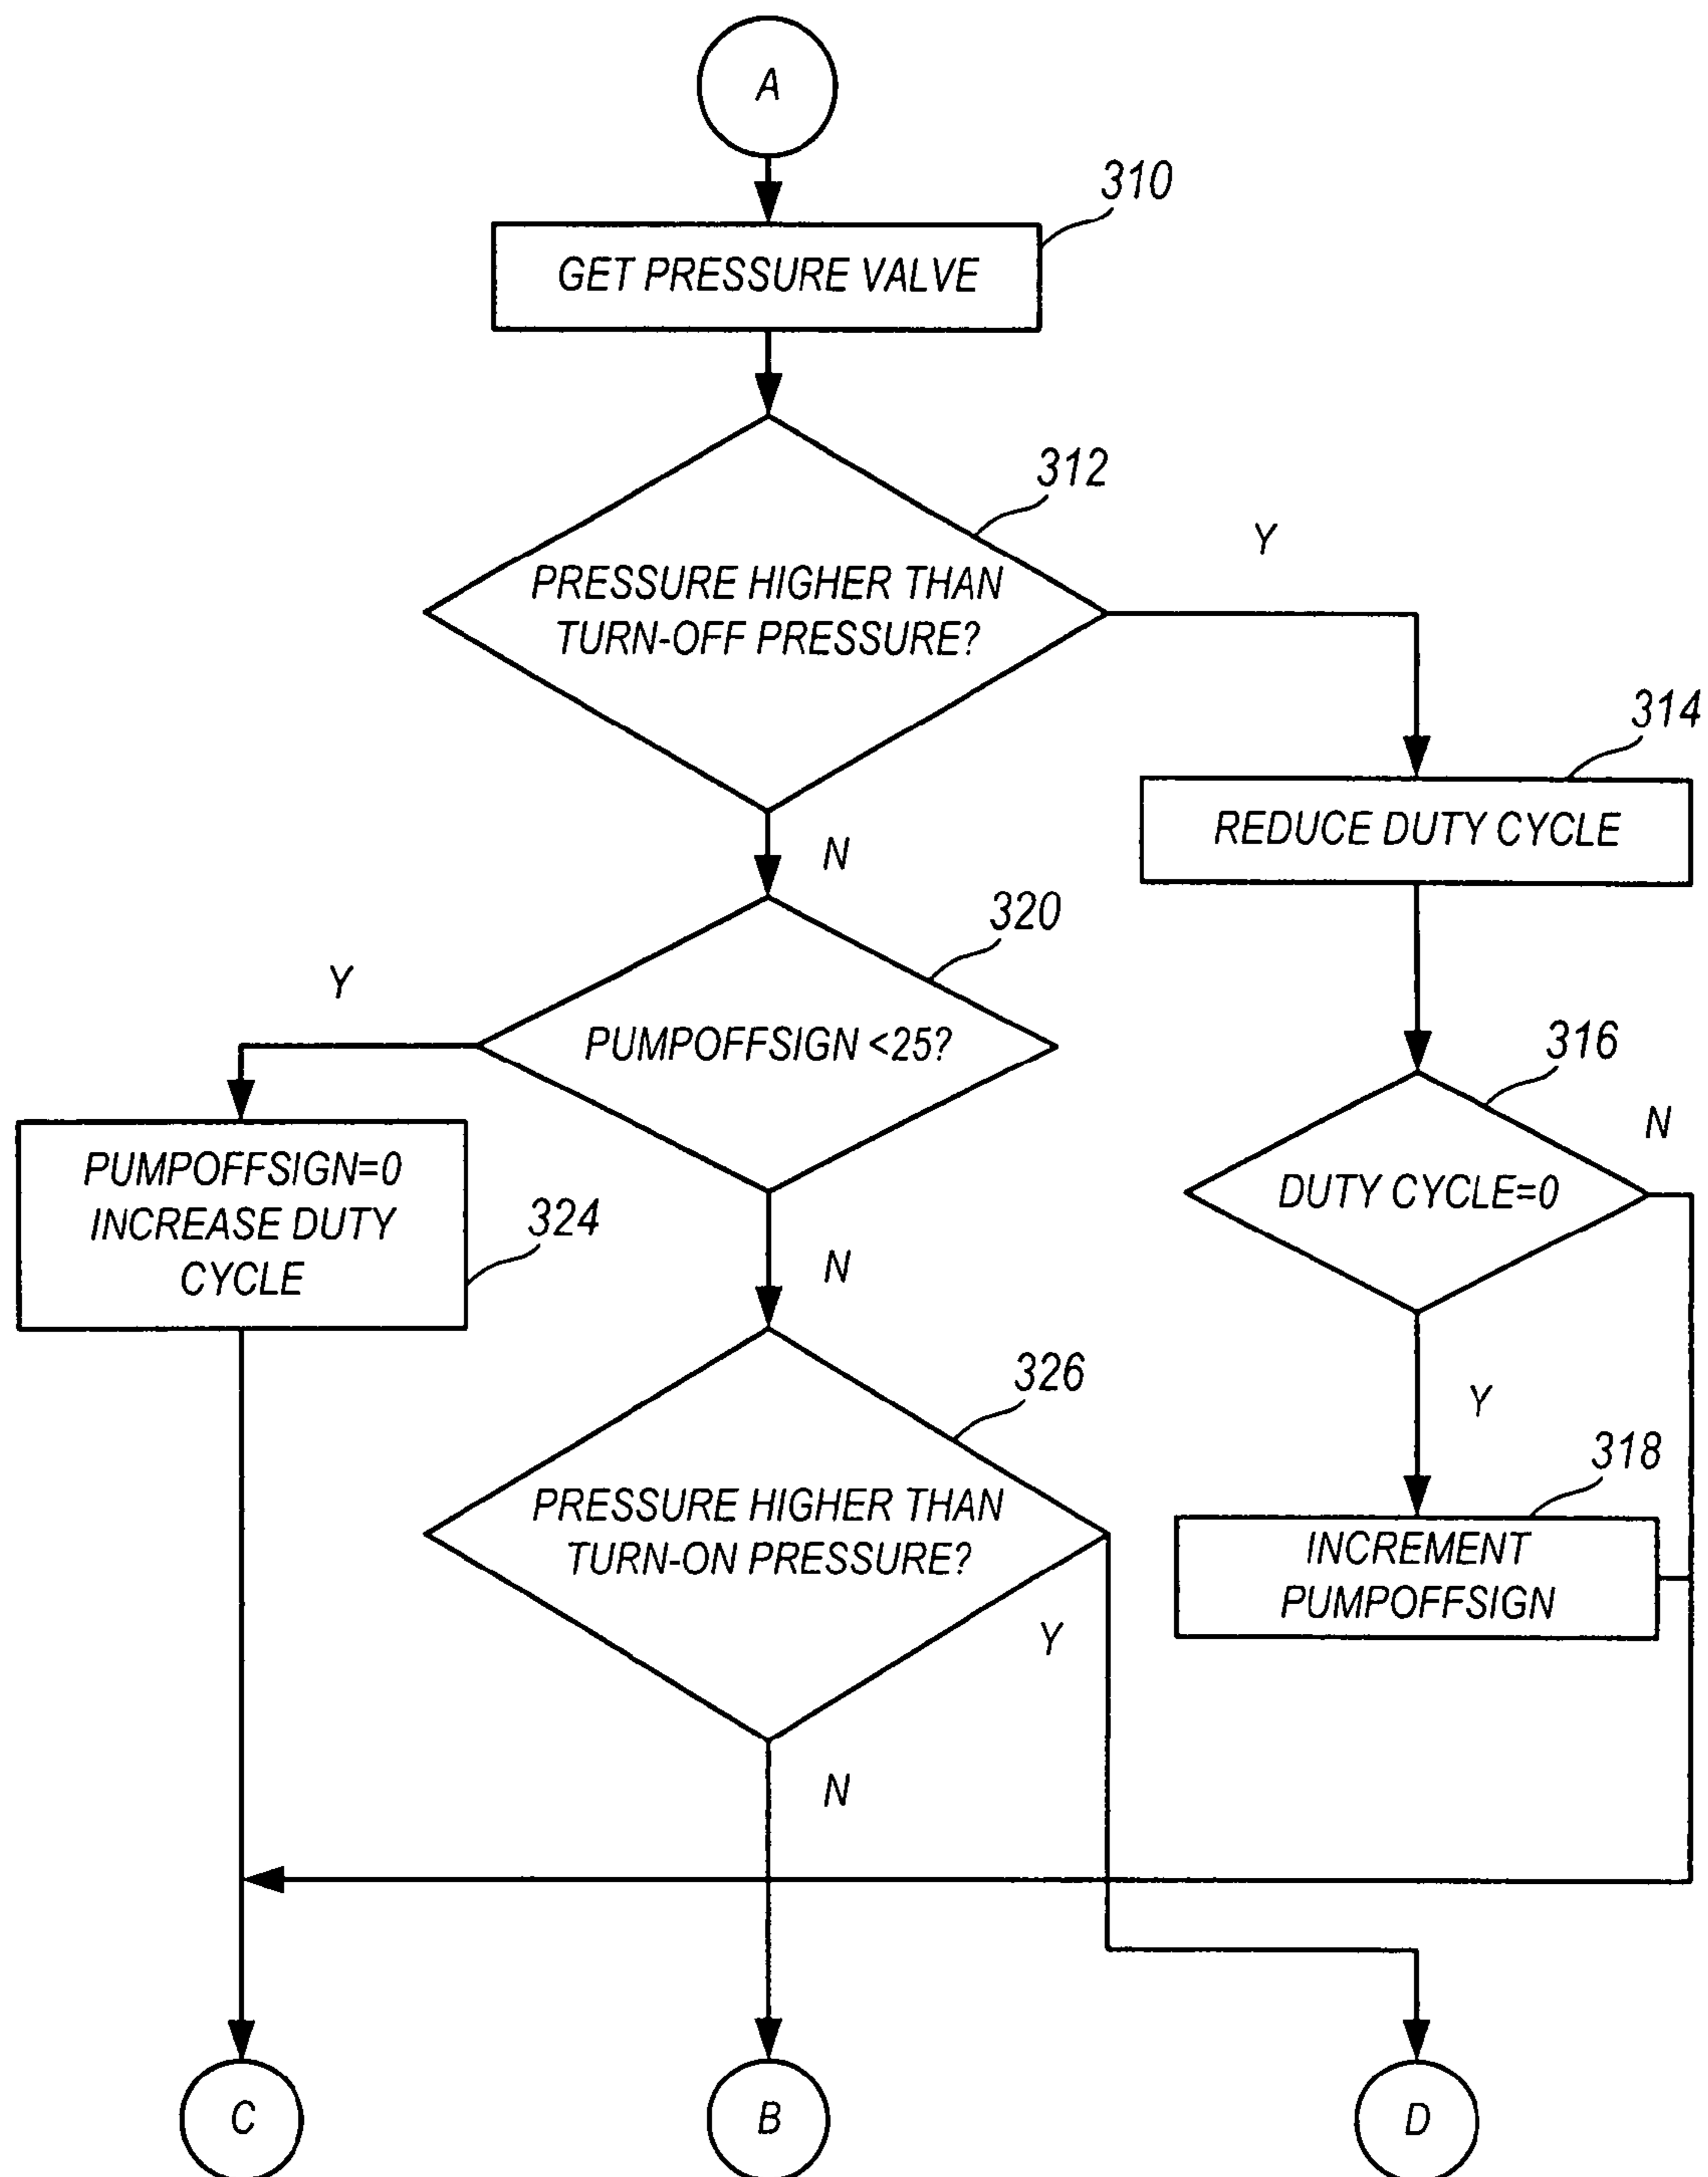 A
310
GET PRESSURE VALVE
312
PRESSURE HIGHER THAN
TURN-OFF PRESSURE?
Y
314
REDUCE DUTY CYCLE
N
320
PUMPOFFSIGN <25?
Y
316
DUTY CYCLE=0
N
PUMPOFFSIGN=0
INCREASE DUTY
CYCLE
324
N
326
PRESSURE HIGHER THAN
TURN-ON PRESSURE?
Y
318
INCREMENT
PUMPOFFSIGN
Y
N
C
B
D